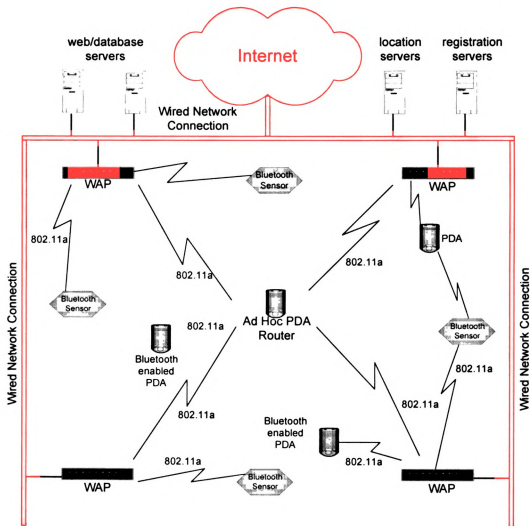 web/database
servers
Internet
location
servers
registration
servers
Wired Network
Connection
WAP
Bluetooth
Sensor
WAP
802.11a
802.11a
802.11a
PDA
Wired Network Connection
Bluetooth
Sensor
802.11a
Ad Hoc PDA
Router
Bluetooth
Sensor
Wired Network Connection
Bluetooth
enabled
PDA
802.11a
802.11a
802.11a
Bluetooth
enabled
PDA
802.11a
802.11a
Bluetooth
Sensor
WAP
WAP